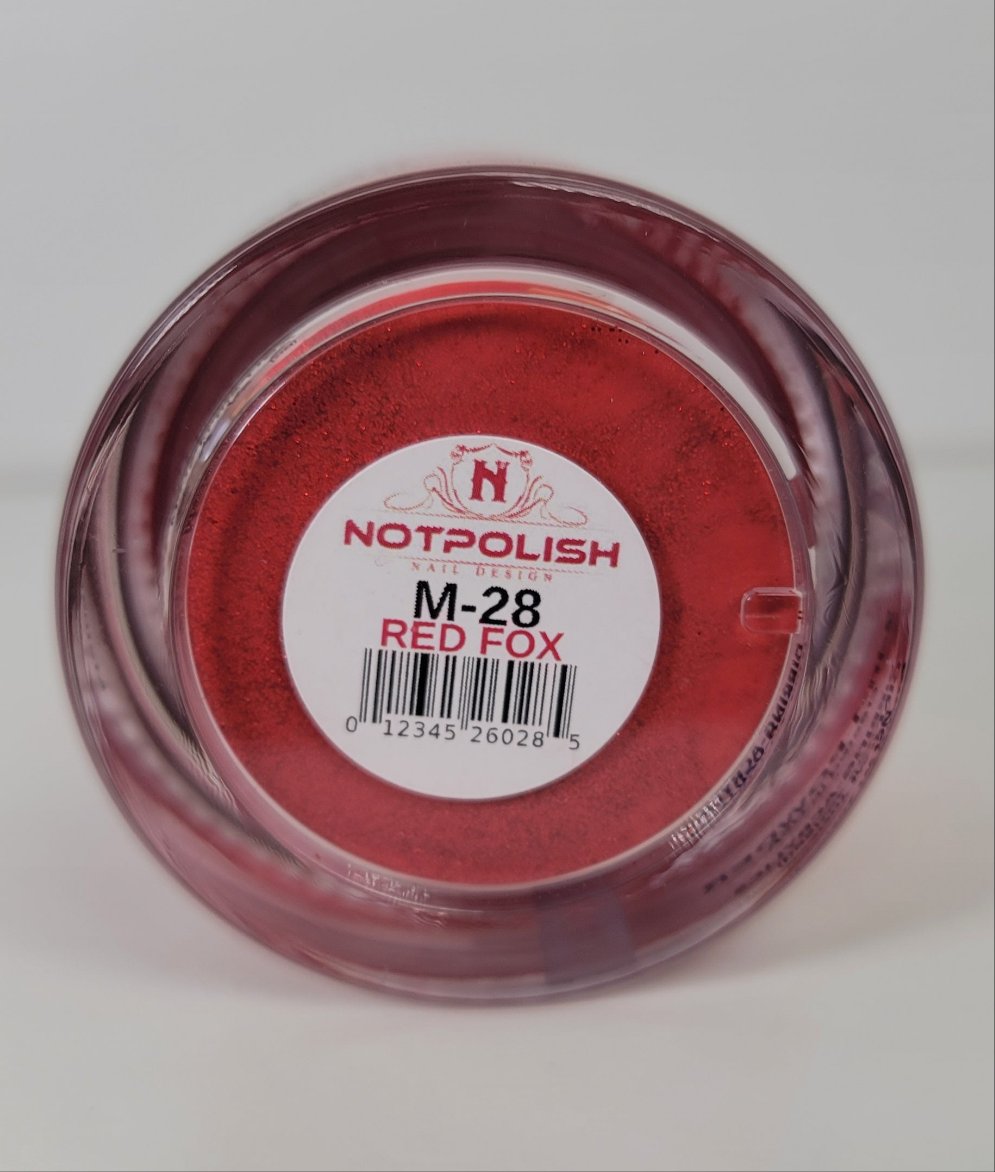 N
NOTPOLISH
NAIL DESIGN
M-28
RED FOX
0 12345 26028 5